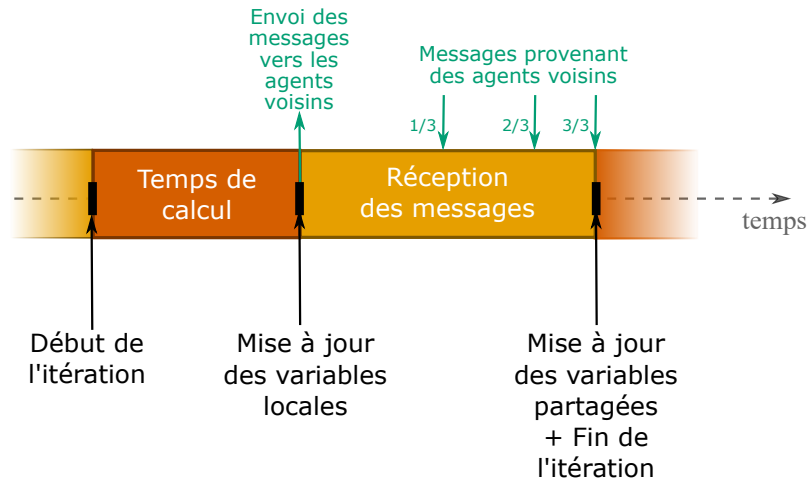 Envoi des
messages
vers les
agents
voisins
Messages provenant
des agents voisins
1/3
2/3
3/3
Temps de
calcul
Réception
des messages
temps
Début de
l'itération
Mise à jour
des variables
locales
Mise à jour
des variables
partagées
+ Fin de
l'itération